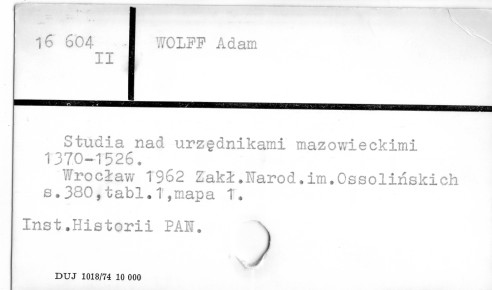 16 604
II
WOLFF Adam
Studia nad urzędnikami mazowieckimi
1370-1526.
Wrocław 1962 Zakł.Narod.im.Ossolińskich
s.380,tabl.1,mapa 1.
Inst.Historii PAN.
DUJ 1018/74 10 000